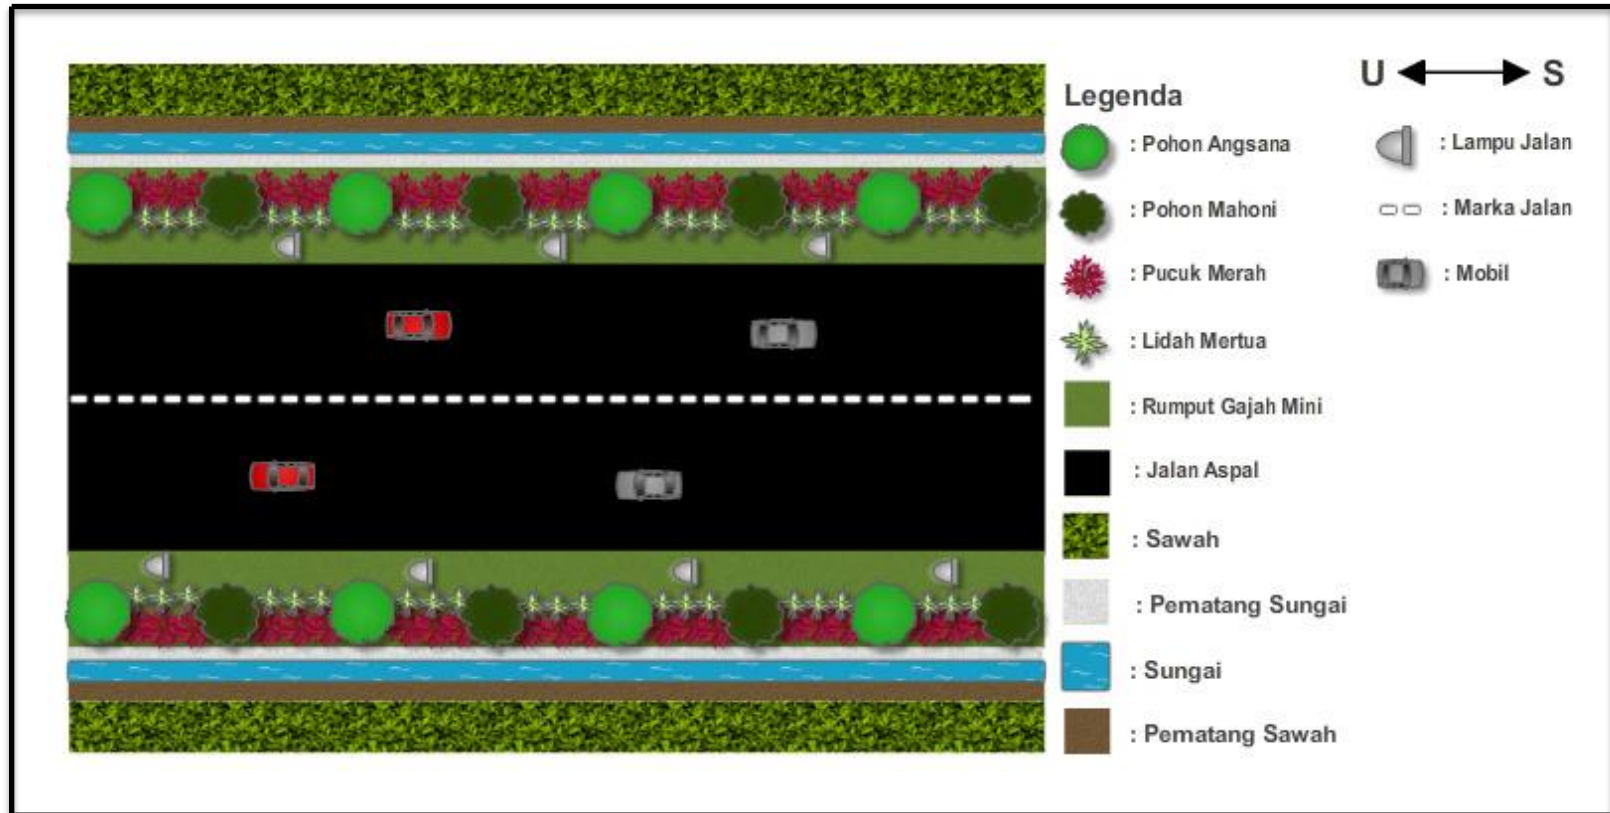 U S
Legenda
: Pohon Angsana
: Pohon Mahoni
: Pucuk Merah
: Lidah Mertua
: Rumput Gajah Mini
: Jalan Aspal
: Sawah
: Pematang Sungai
: Sungai
: Pematang Sawah
: Lampu Jalan
: Marka Jalan
: Mobil